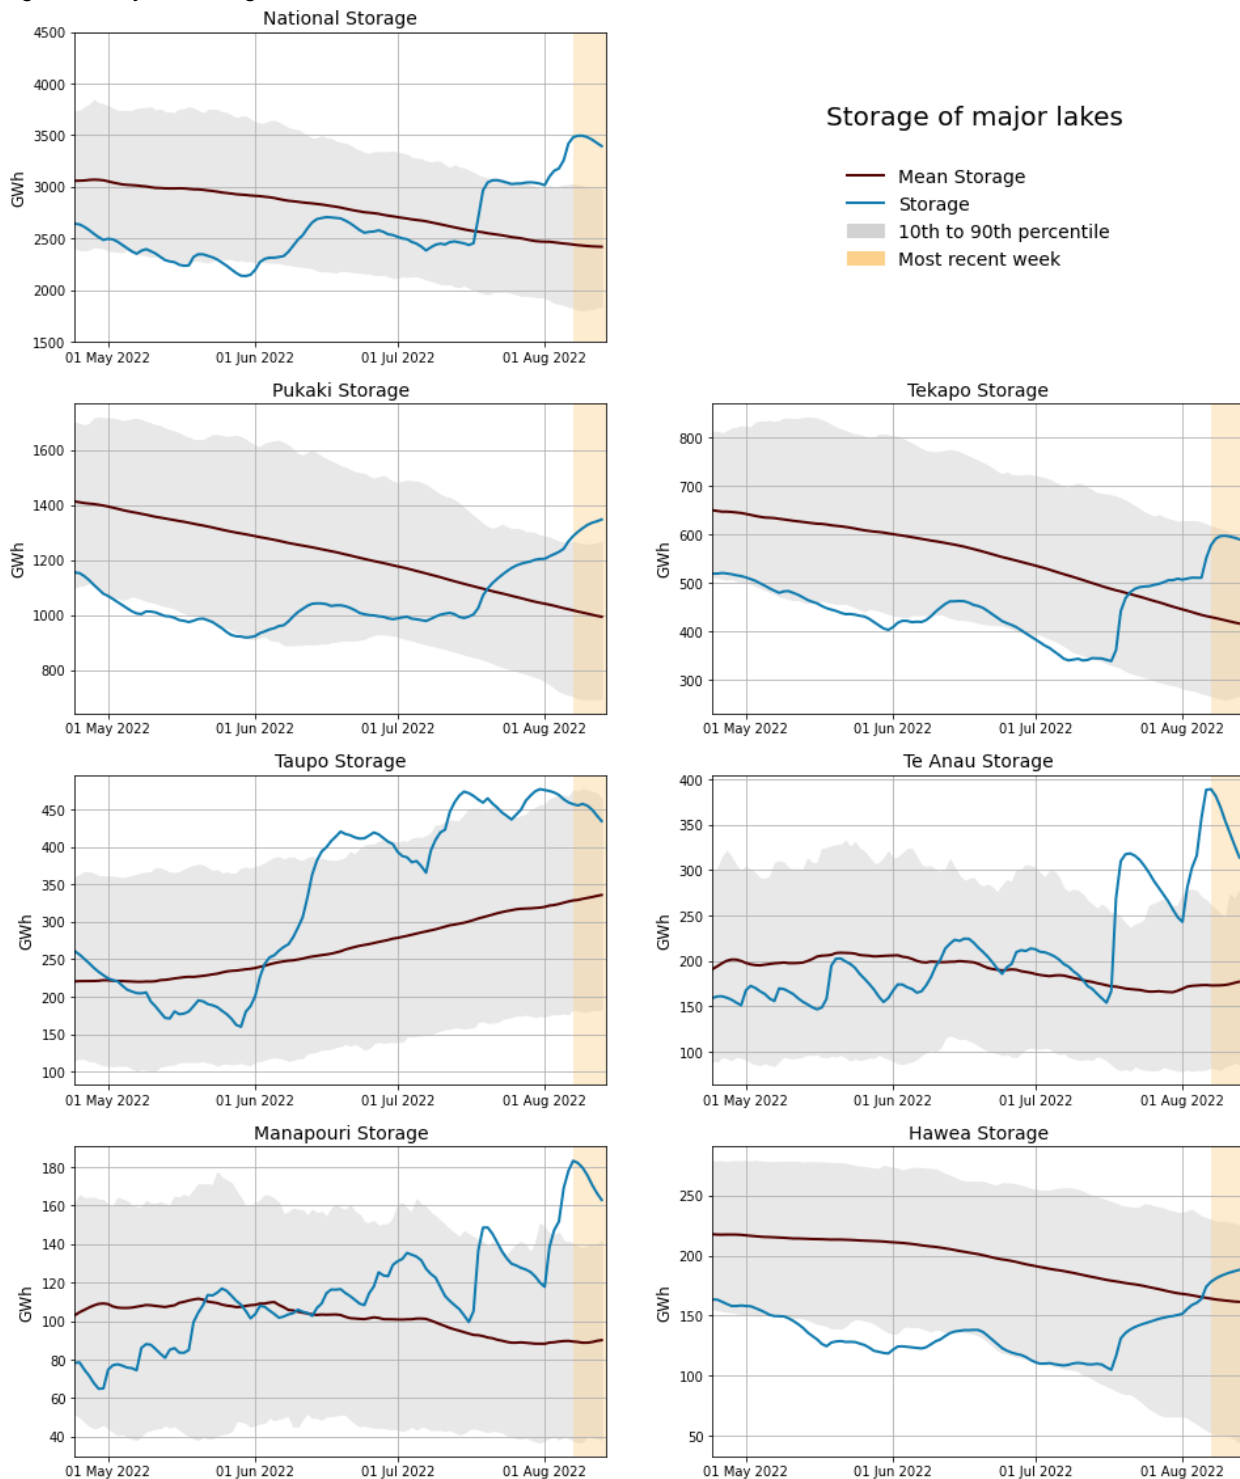 National Storage
4500
4000
3500
3000
2500
2000
1500
GWh
01 May 2022 01 Jun 2022 01 Jul 2022 01 Aug 2022
Storage of major lakes
Mean Storage
Storage
10th to 90th percentile
Most recent week
Pukaki Storage
1600
1400
1200
1000
800
GWh
01 May 2022 01 Jun 2022 01 Jul 2022 01 Aug 2022
Tekapo Storage
800
700
600
500
400
300
GWh
01 May 2022 01 Jun 2022 01 Jul 2022 01 Aug 2022
Taupo Storage
450
400
350
300
250
200
150
100
GWh
01 May 2022 01 Jun 2022 01 Jul 2022 01 Aug 2022
Te Anau Storage
400
350
300
250
200
150
100
GWh
01 May 2022 01 Jun 2022 01 Jul 2022 01 Aug 2022
Manapouri Storage
180
160
140
120
100
80
60
40
GWh
01 May 2022 01 Jun 2022 01 Jul 2022 01 Aug 2022
Hawea Storage
250
200
150
100
50
GWh
01 May 2022 01 Jun 2022 01 Jul 2022 01 Aug 2022